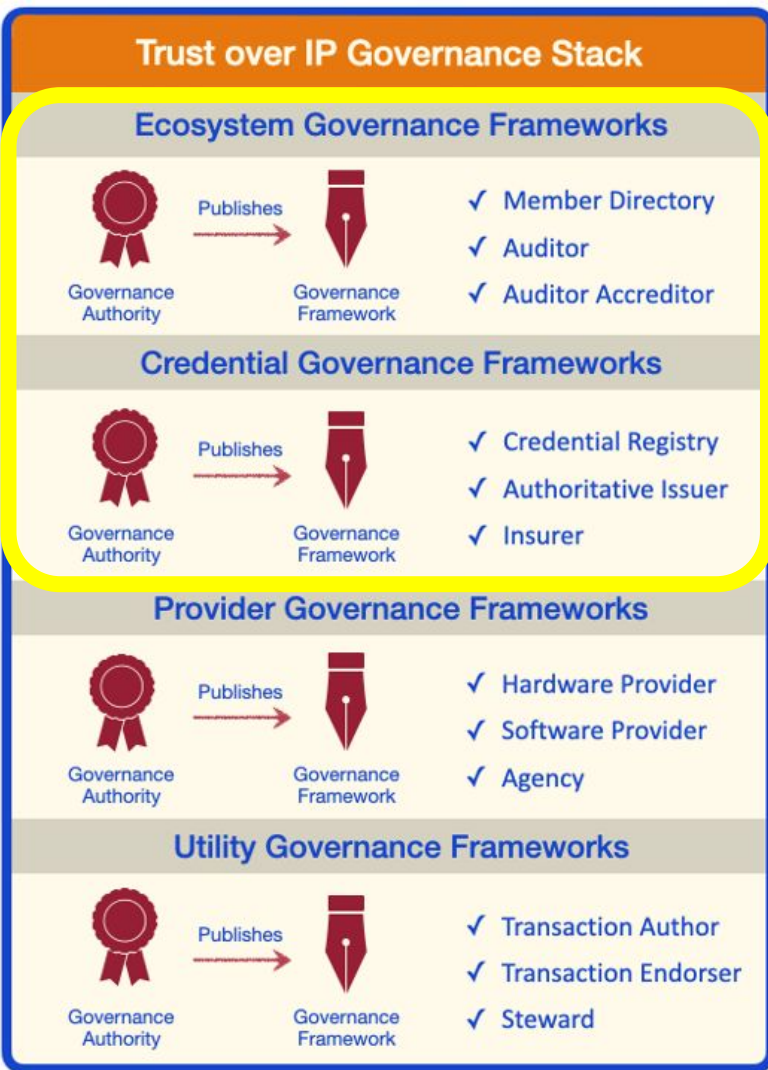 Trust over IP Governance Stack
Ecosystem Governance Frameworks
Publishes
Governance
Authority
Governance
Framework
✓ Member Directory
✓ Auditor
✓ Auditor Accreditor
Credential Governance Frameworks
Publishes
Governance
Authority
Governance
Framework
✓ Credential Registry
✓ Authoritative Issuer
✓ Insurer
Provider Governance Frameworks
Publishes
Governance
Authority
Governance
Framework
✓ Hardware Provider
✓ Software Provider
✓ Agency
Utility Governance Frameworks
Publishes
Governance
Authority
Governance
Framework
✓ Transaction Author
✓ Transaction Endorser
✓ Steward